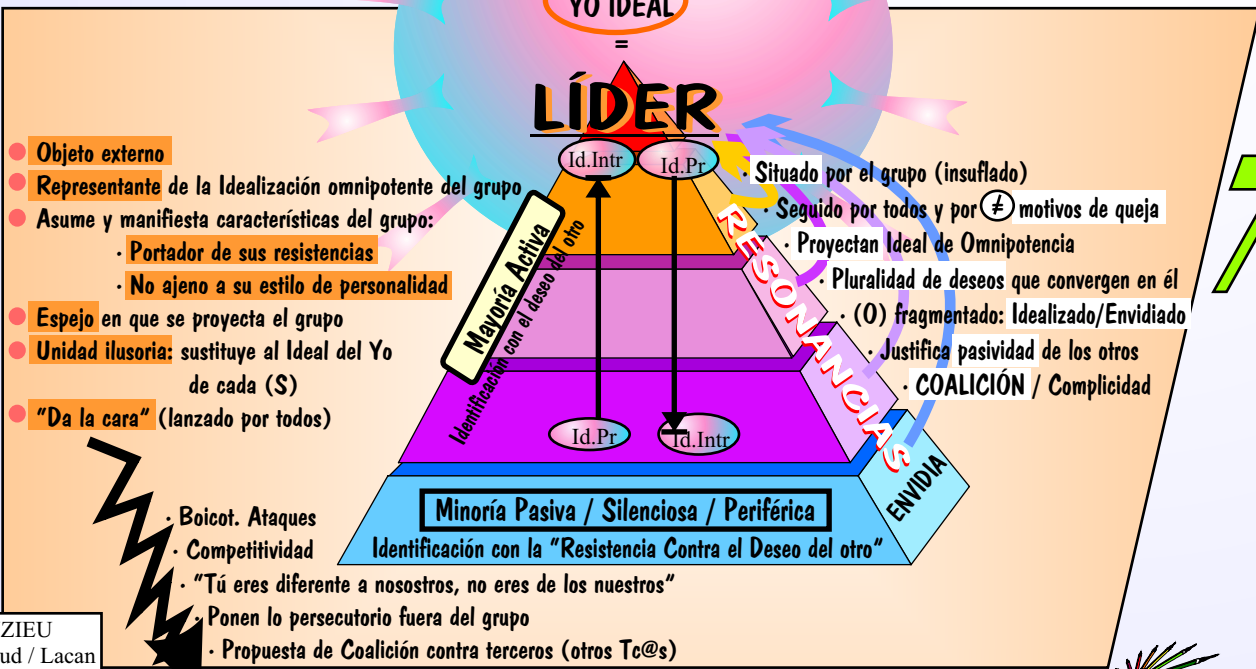 YO IDEAL
=
LÍDER
Id.Intr
Id.Pr
Objeto externo
Representante de la Idealización omnipotente del grupo
Asume y manifiesta características del grupo:
· Portador de sus resistencias
· No ajeno a su estilo de personalidad
Espejo en que se proyecta el grupo
Unidad ilusoria: sustituye al Ideal del Yo
de cada (S)
"Da la cara" (lanzado por todos)
Mayoría Activa
Identificación con el deseo del otro
Id.Pr
Id.Intr
RESONANCIAS
· Situado por el grupo (insuflado)
· Seguido por todos y por ≠ motivos de queja
· Proyectan Ideal de Omnipotencia
· Pluralidad de deseos que convergen en él
· (O) fragmentado: Idealizado/Envidiado
· Justifica pasividad de los otros
· COALICIÓN / Complicidad
ENVIDIA
Minoría Pasiva / Silenciosa / Periférica
Identificación con la "Resistencia Contra el Deseo del otro"
· Boicot. Ataques
· Competitividad
· "Tú eres diferente a nosostros, no eres de los nuestros"
· Ponen lo persecutorio fuera del grupo
· Propuesta de Coalición contra terceros (otros Tc@s)
ZIEU
ud / Lacan